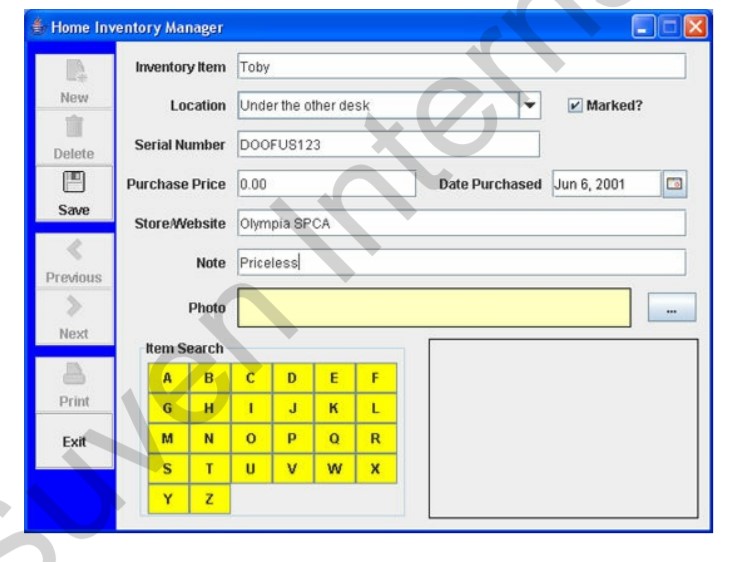 Home Inventory Manager
New
Delete
Save
Previous
Next
Print
Exit
Inventory Item Toby
Location Under the other desk Marked?
Serial Number DOOFUS123
Purchase Price 0.00 Date Purchased Jun 6, 2001
Store/Website Olympia SPCA
Note Priceless
Photo ...
Item Search
A B C D E F
G H I J K L
M N O P Q R
S T U V W X
Y Z
Suven Intern